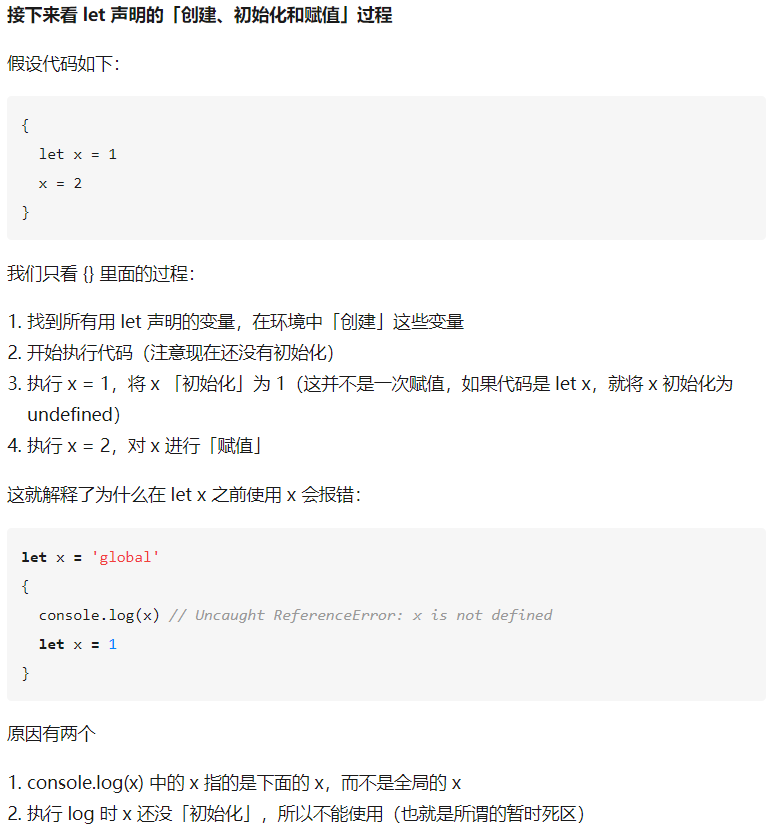 接下来看 let 声明的「创建、初始化和赋值」过程
假设代码如下：
{
  let x = 1
  x = 2
}
我们只看 {} 里面的过程：
1. 找到所有用 let 声明的变量，在环境中「创建」这些变量
2. 开始执行代码（注意现在还没有初始化）
3. 执行 x = 1，将 x 「初始化」为 1（这并不是一次赋值，如果代码是 let x，就将 x 初始化为
undefined）
4. 执行 x = 2，对 x 进行「赋值」
这就解释了为什么在 let x 之前使用 x 会报错：
let x = 'global'
{
  console.log(x) // Uncaught ReferenceError: x is not defined
  let x = 1
}
原因有两个
1. console.log(x) 中的 x 指的是下面的 x，而不是全局的 x
2. 执行 log 时 x 还没「初始化」，所以不能使用（也就是所谓的暂时死区）